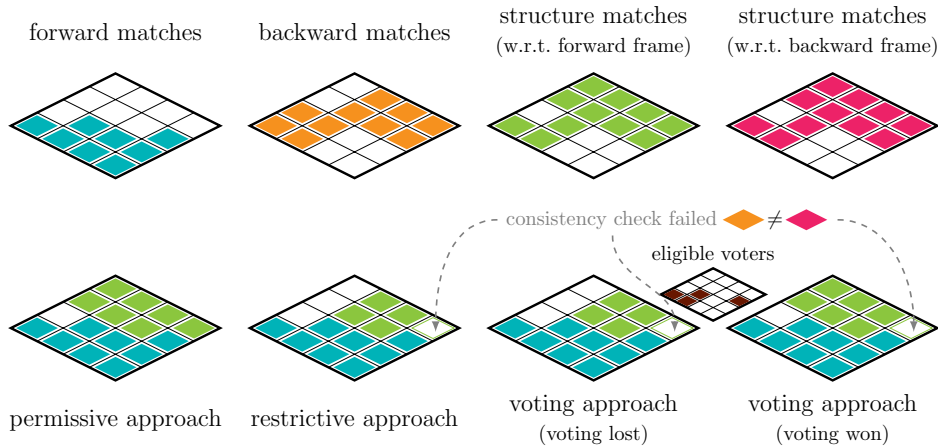 forward matches
backward matches
structure matches
(w.r.t. forward frame)
structure matches
(w.r.t. backward frame)
consistency check failed ≠
eligible voters
permissive approach
restrictive approach
voting approach
(voting lost)
voting approach
(voting won)